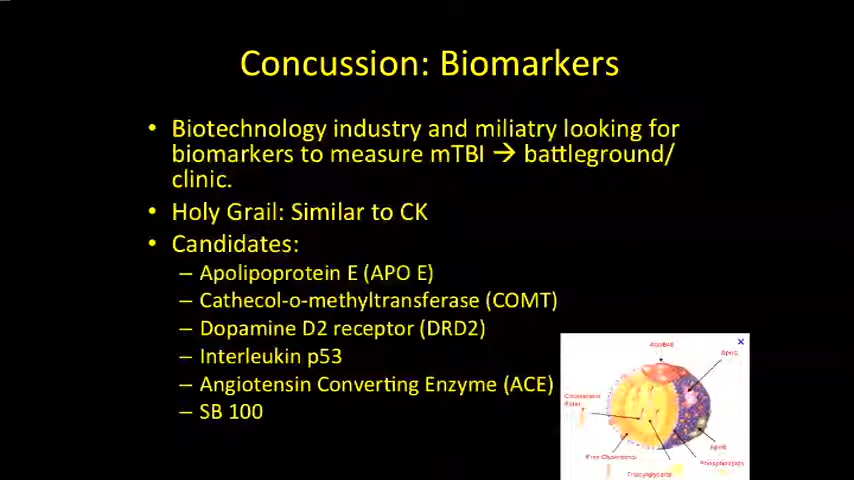 Concussion: Biomarkers
• Biotechnology industry and miliatry looking for
biomarkers to measure mTBI → battleground/
clinic.
• Holy Grail: Similar to CK
• Candidates:
– Apolipoprotein E (APO E)
– Cathecol-o-methyltransferase (COMT)
– Dopamine D2 receptor (DRD2)
– Interleukin p53
– Angiotensin Converting Enzyme (ACE)
– SB 100
ApoB48
Cholesterol
Ester
Free Cholesterol
Phospholipids
Triacylglycerol